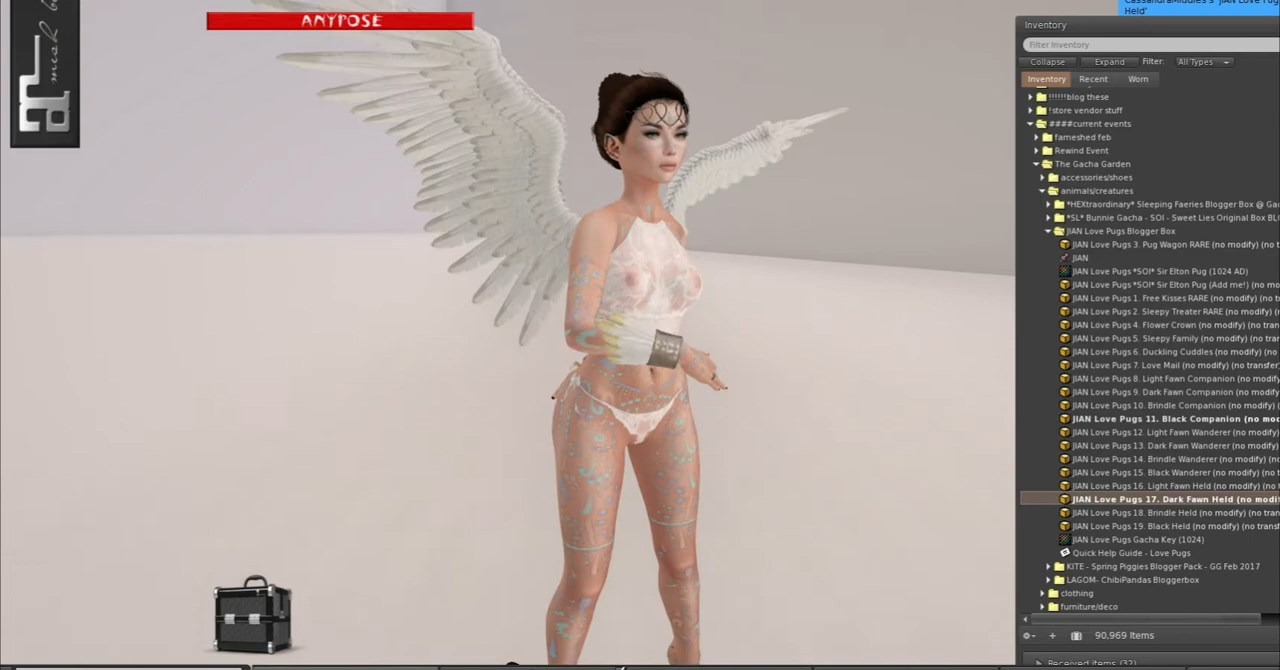 mesh bo
ANYPOSE
CassandraMiddles's "JIAN Love Pugs
Held"
Inventory
Filter Inventory
Collapse Expand Filter: All Types
Inventory Recent Worn
!!!!!!blog these
!store vendor stuff
####current events
fameshed feb
Rewind Event
The Gacha Garden
accessories/shoes
animals/creatures
*HEXtraordinary* Sleeping Faeries Blogger Box @ Gac
*SL* Bunnie Gacha - SOI - Sweet Lies Original Box BL
JIAN Love Pugs Blogger Box
JIAN Love Pugs 3. Pug Wagon RARE (no modify) (no t
JIAN
JIAN Love Pugs *SOI* Sir Elton Pug (1024 AD)
JIAN Love Pugs *SOI* Sir Elton Pug (Add me!) (no mo
JIAN Love Pugs 1. Free Kisses RARE (no modify) (no t
JIAN Love Pugs 2. Sleepy Treater RARE (no modify)
JIAN Love Pugs 4. Flower Crown (no modify) (no tran
JIAN Love Pugs 5. Sleepy Family (no modify) (no tra
JIAN Love Pugs 6. Duckling Cuddles (no modify) (no
JIAN Love Pugs 7. Love Mail (no modify) (no transfer
JIAN Love Pugs 8. Light Fawn Companion (no modify)
JIAN Love Pugs 9. Dark Fawn Companion (no modify)
JIAN Love Pugs 10. Brindle Companion (no modify) (n
JIAN Love Pugs 11. Black Companion (no mod
JIAN Love Pugs 12. Light Fawn Wanderer (no modify)
JIAN Love Pugs 13. Dark Fawn Wanderer (no modify)
JIAN Love Pugs 14. Brindle Wanderer (no modify) (no
JIAN Love Pugs 15. Black Wanderer (no modify) (no t
JIAN Love Pugs 16. Light Fawn Held (no modify) (no t
JIAN Love Pugs 17. Dark Fawn Held (no modi
JIAN Love Pugs 18. Brindle Held (no modify) (no tran
JIAN Love Pugs 19. Black Held (no modify) (no transf
JIAN Love Pugs Gacha Key (1024)
Quick Help Guide - Love Pugs
KITE - Spring Piggies Blogger Pack - GG Feb 2017
LAGOM- ChibiPandas Bloggerbox
clothing
furniture/deco
90,969 Items
Received items (32)